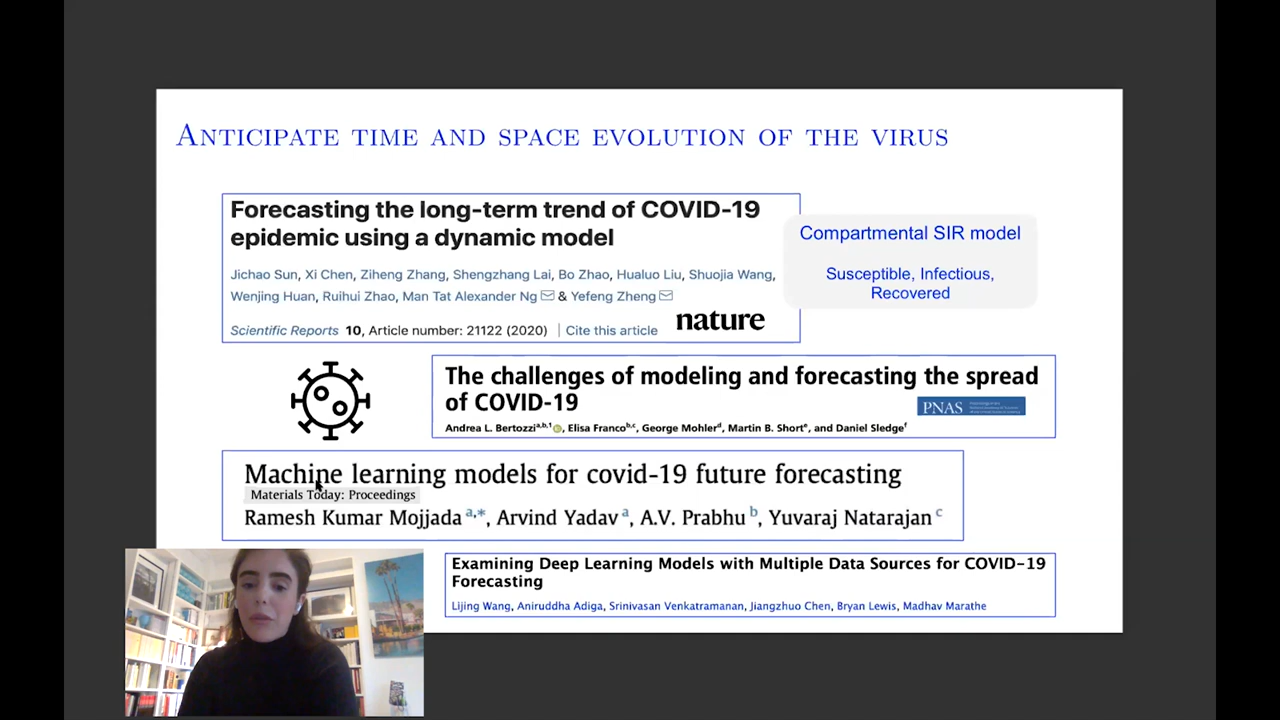 ANTICIPATE TIME AND SPACE EVOLUTION OF THE VIRUS
Forecasting the long-term trend of COVID-19
epidemic using a dynamic model
Jichao Sun, Xi Chen, Ziheng Zhang, Shengzhang Lai, Bo Zhao, Hualuo Liu, Shuojia Wang,
Wenjing Huan, Ruihui Zhao, Man Tat Alexander Ng & Yefeng Zheng
Scientific Reports 10, Article number: 21122 (2020) | Cite this article
nature
Compartmental SIR model
Susceptible, Infectious,
Recovered
The challenges of modeling and forecasting the spread
of COVID-19
PNAS
Andrea L. Bertozzi a,b,1, Elisa Franco b,c, George Mohler d, Martin B. Short e, and Daniel Sledge f
Machine learning models for covid-19 future forecasting
Materials Today: Proceedings
Ramesh Kumar Mojjada a,*, Arvind Yadav a, A.V. Prabhu b, Yuvaraj Natarajan c
Examining Deep Learning Models with Multiple Data Sources for COVID-19
Forecasting
Lijing Wang, Aniruddha Adiga, Srinivasan Venkatramanan, Jiangzhuo Chen, Bryan Lewis, Madhav Marathe